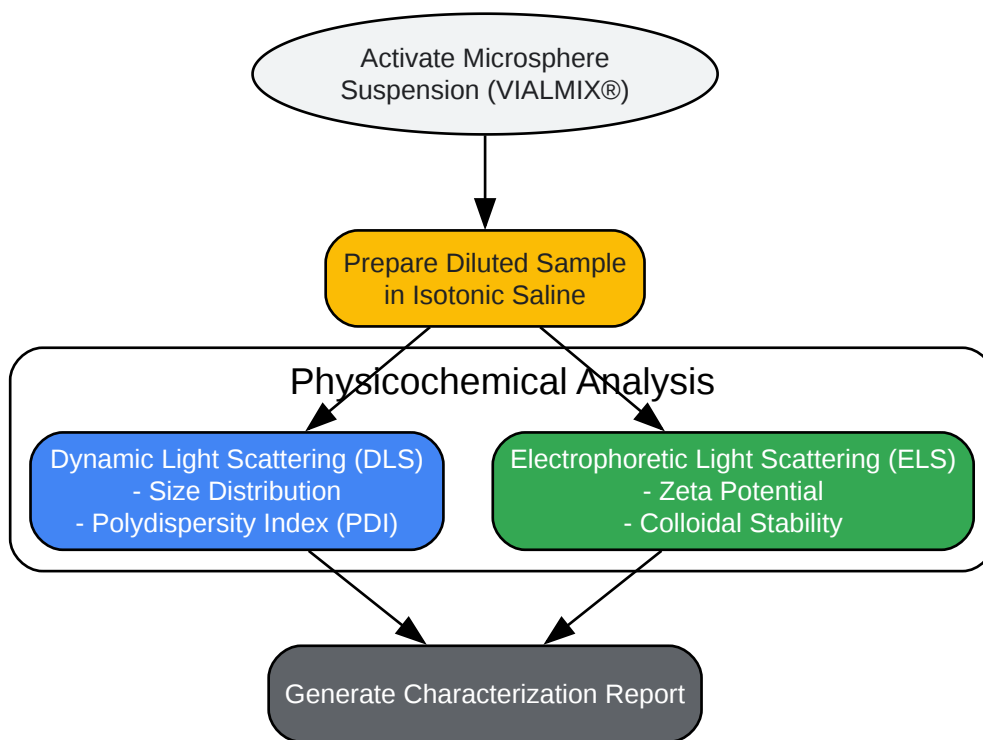 Activate Microsphere
Suspension (VIALMIX®)
Prepare Diluted Sample
in Isotonic Saline
Physicochemical Analysis
Dynamic Light Scattering (DLS)
- Size Distribution
- Polydispersity Index (PDI)
Electrophoretic Light Scattering (ELS)
- Zeta Potential
- Colloidal Stability
Generate Characterization Report